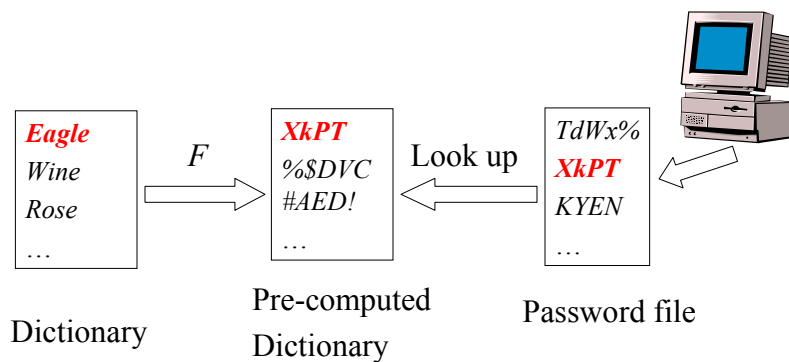 Eagle
Wine
Rose
…
Dictionary
F
XkPT
%$DVC
#AED!
…
Pre-computed
Dictionary
Look up
TdWx%
XkPT
KYEN
…
Password file